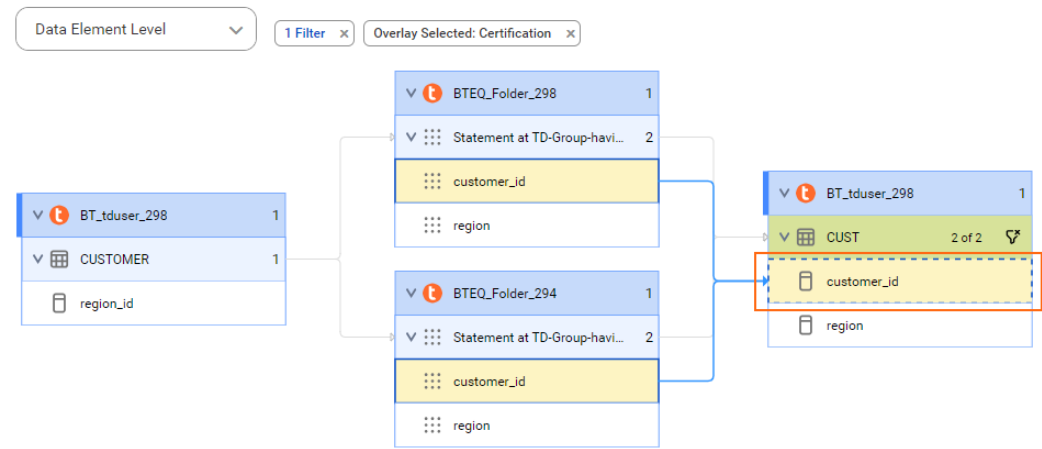 Data Element Level
1 Filter x
Overlay Selected: Certification x
BT_tduser_298 1
CUSTOMER 1
region_id
BTEQ_Folder_298 1
Statement at TD-Group-havi... 2
customer_id
region
BTEQ_Folder_294 1
Statement at TD-Group-havi... 2
customer_id
region
BT_tduser_298 1
CUST 2 of 2
customer_id
region